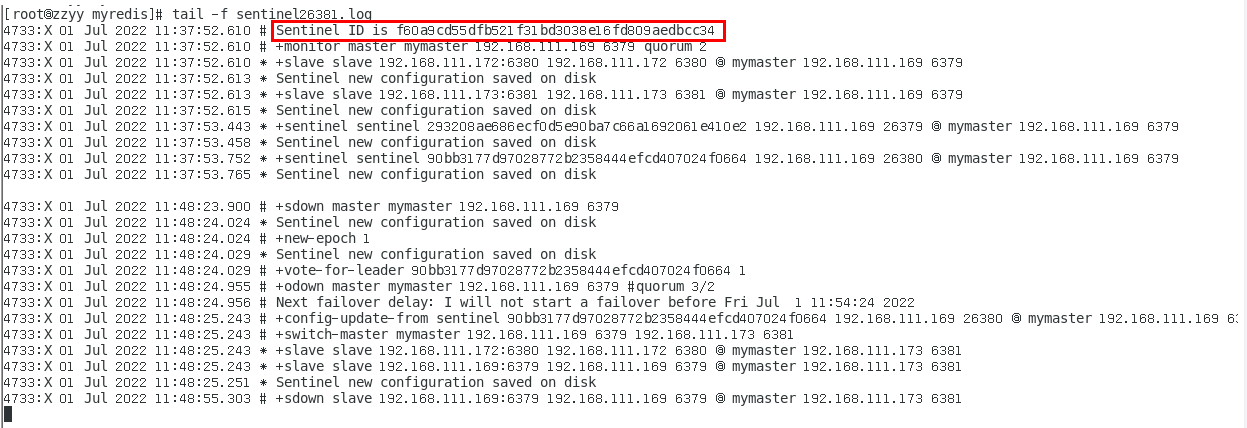 [root@zzyy myredis]# tail -f sentinel26381.log
4733:X 01 Jul 2022 11:37:52.610 # Sentinel ID is f60a9cd55dfb521f31bd3038e16fd809aedbcc34
4733:X 01 Jul 2022 11:37:52.610 # +monitor master mymaster 192.168.111.169 6379 quorum 2
4733:X 01 Jul 2022 11:37:52.610 * +slave slave 192.168.111.172:6380 192.168.111.172 6380 @ mymaster 192.168.111.169 6379
4733:X 01 Jul 2022 11:37:52.613 * Sentinel new configuration saved on disk
4733:X 01 Jul 2022 11:37:52.613 * +slave slave 192.168.111.173:6381 192.168.111.173 6381 @ mymaster 192.168.111.169 6379
4733:X 01 Jul 2022 11:37:52.615 * Sentinel new configuration saved on disk
4733:X 01 Jul 2022 11:37:53.443 * +sentinel sentinel 293208ae686ecf0d5e90ba7c66a1692061e410e2 192.168.111.169 26379 @ mymaster 192.168.111.169 6379
4733:X 01 Jul 2022 11:37:53.458 * Sentinel new configuration saved on disk
4733:X 01 Jul 2022 11:37:53.752 * +sentinel sentinel 90bb3177d97028772b2358444efcd407024f0664 192.168.111.169 26380 @ mymaster 192.168.111.169 6379
4733:X 01 Jul 2022 11:37:53.765 * Sentinel new configuration saved on disk
4733:X 01 Jul 2022 11:48:23.900 # +sdown master mymaster 192.168.111.169 6379
4733:X 01 Jul 2022 11:48:24.024 * Sentinel new configuration saved on disk
4733:X 01 Jul 2022 11:48:24.024 # +new-epoch 1
4733:X 01 Jul 2022 11:48:24.029 * Sentinel new configuration saved on disk
4733:X 01 Jul 2022 11:48:24.029 # +vote-for-leader 90bb3177d97028772b2358444efcd407024f0664 1
4733:X 01 Jul 2022 11:48:24.955 # +odown master mymaster 192.168.111.169 6379 #quorum 3/2
4733:X 01 Jul 2022 11:48:24.956 # Next failover delay: I will not start a failover before Fri Jul  1 11:54:24 2022
4733:X 01 Jul 2022 11:48:25.243 # +config-update-from sentinel 90bb3177d97028772b2358444efcd407024f0664 192.168.111.169 26380 @ mymaster 192.168.111.169 63
4733:X 01 Jul 2022 11:48:25.243 # +switch-master mymaster 192.168.111.169 6379 192.168.111.173 6381
4733:X 01 Jul 2022 11:48:25.243 * +slave slave 192.168.111.172:6380 192.168.111.172 6380 @ mymaster 192.168.111.173 6381
4733:X 01 Jul 2022 11:48:25.243 * +slave slave 192.168.111.169:6379 192.168.111.169 6379 @ mymaster 192.168.111.173 6381
4733:X 01 Jul 2022 11:48:25.251 * Sentinel new configuration saved on disk
4733:X 01 Jul 2022 11:48:55.303 # +sdown slave 192.168.111.169:6379 192.168.111.169 6379 @ mymaster 192.168.111.173 6381